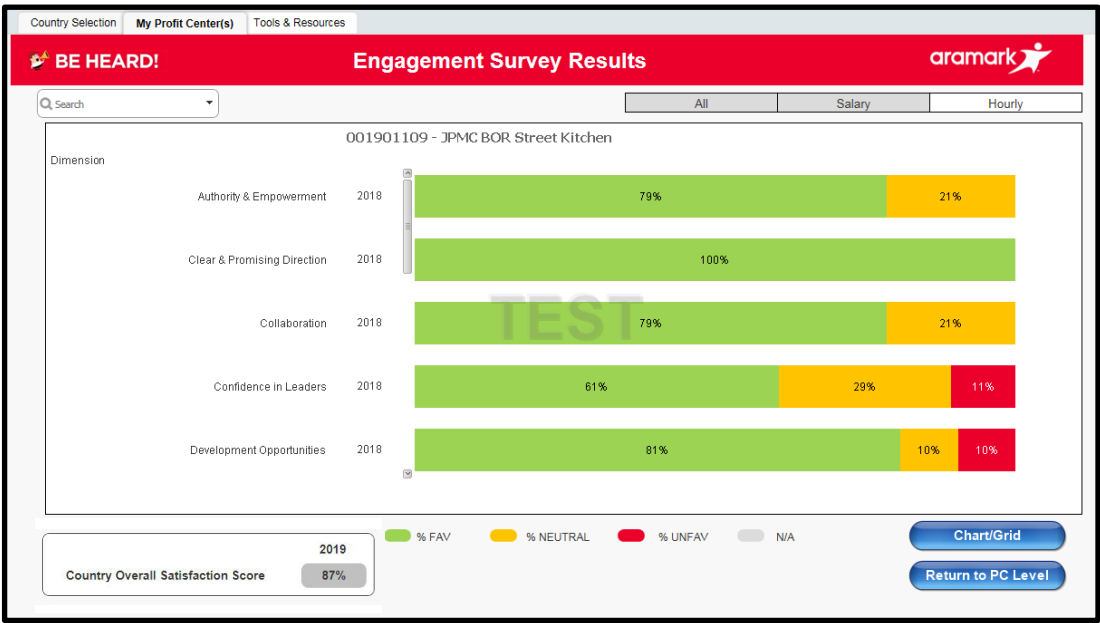 Country Selection My Profit Center(s) Tools & Resources
BE HEARD! Engagement Survey Results aramark
Search All Salary Hourly
001901109 - JPMC BOR Street Kitchen
Dimension
Authority & Empowerment 2018 79% 21%
Clear & Promising Direction 2018 100%
TEST
Collaboration 2018 79% 21%
Confidence in Leaders 2018 61% 29% 11%
Development Opportunities 2018 81% 10% 10%
% FAV % NEUTRAL % UNFAV N/A Chart/Grid
2019
Country Overall Satisfaction Score 87% Return to PC Level